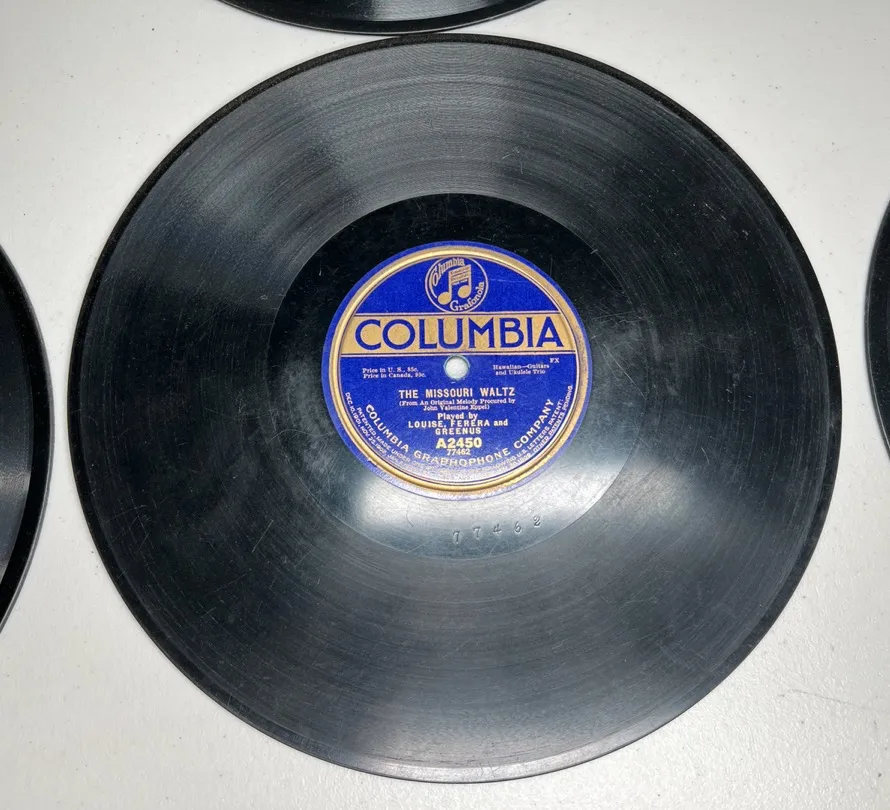 Columbia
Grafonola
COLUMBIA
Price in U. S., 85c.
Price in Canada, 90c.
FX
Hawaiian—Guitars
and Ukulele Trio
THE MISSOURI WALTZ
(From An Original Melody Procured by
John Valentine Eppel)
Played by
LOUISE, FERERA and
GREENUS
A2450
77462
COLUMBIA GRAPHOPHONE COMPANY
77462